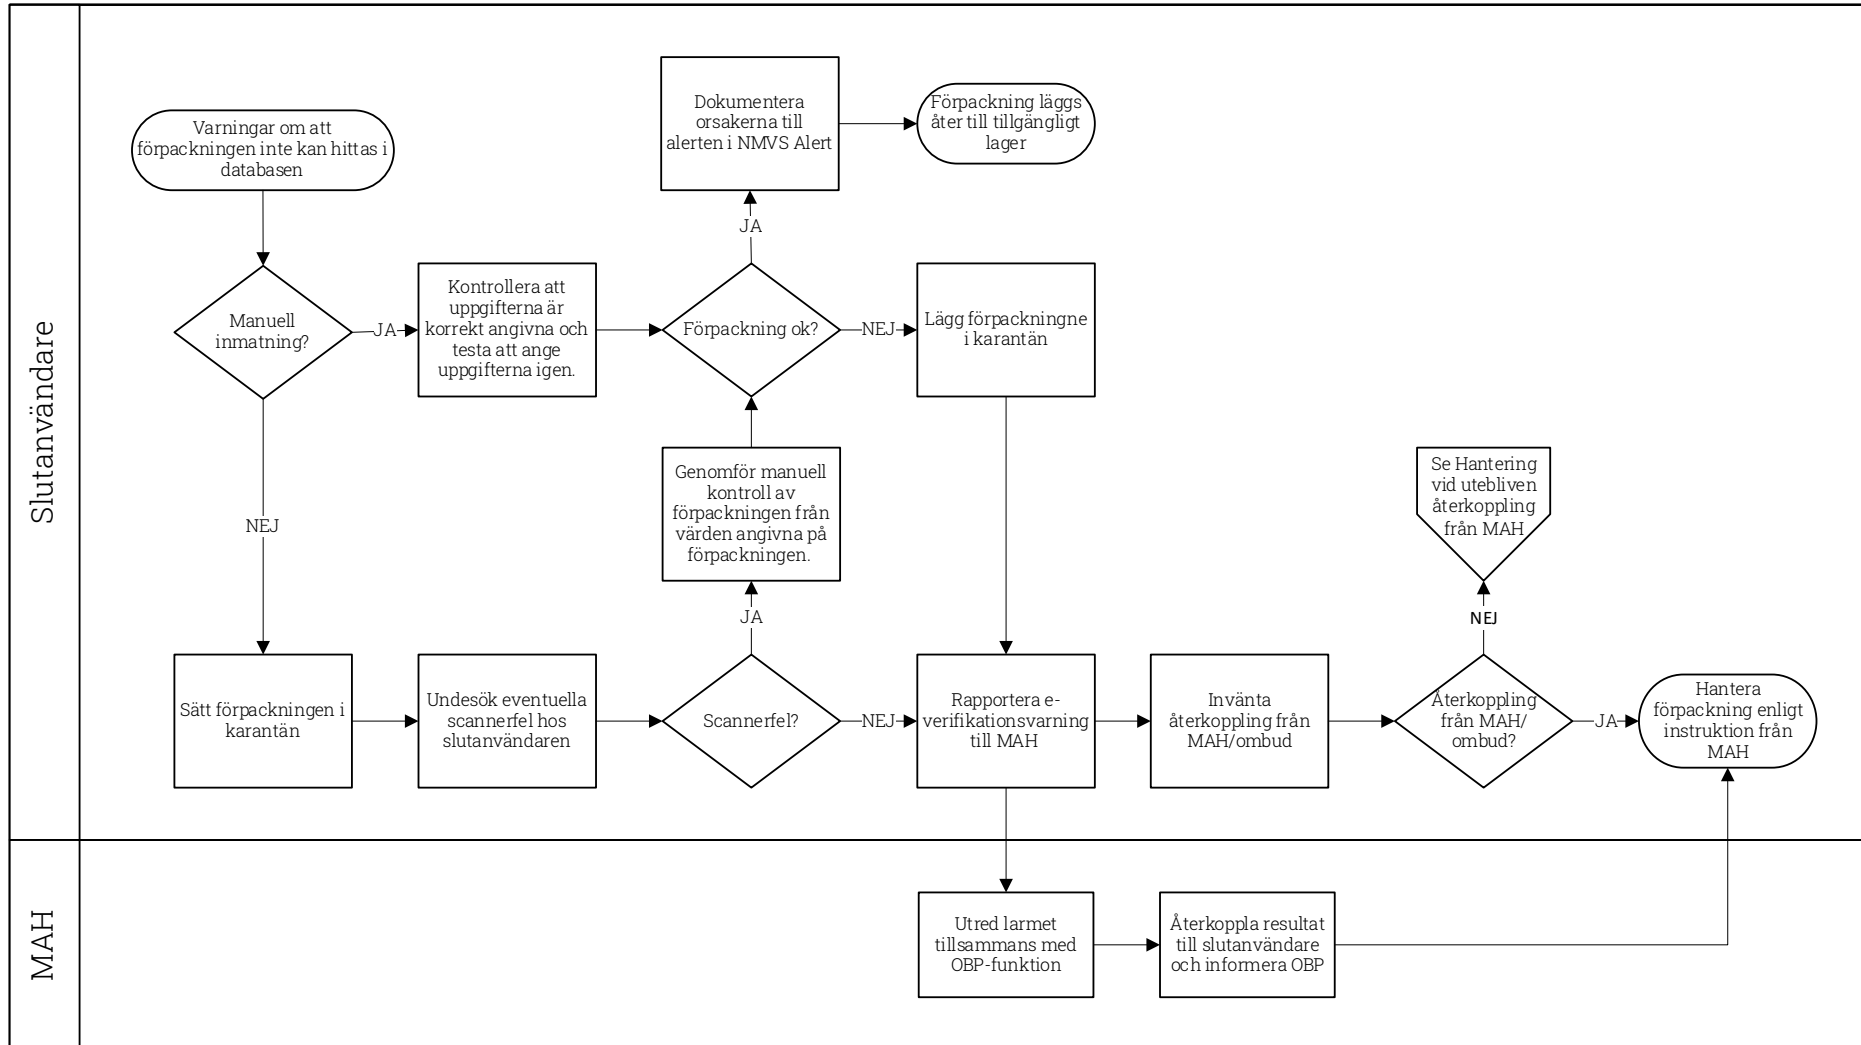 Slutanvändare
Varningar om att
förpackningen inte kan hittas i
databasen
Manuell
inmatning?
JA
Kontrollera att
uppgifterna är
korrekt angivna och
testa att ange
uppgifterna igen.
Förpackning ok?
JA
Dokumentera
orsakerna till
alerten i NMVS Alert
Förpackning läggs
åter till tillgängligt
lager
NEJ
Lägg förpackningne
i karantän
NEJ
Genomför manuell
kontroll av
förpackningen från
värden angivna på
förpackningen.
JA
Sätt förpackningen i
karantän
Undesök eventuella
scannerfel hos
slutanvändaren
Scannerfel?
NEJ
Rapportera e-
verifikationsvarning
till MAH
Invänta
återkoppling från
MAH/ombud
Återkoppling
från MAH/
ombud?
NEJ
Se Hantering
vid utebliven
återkoppling
från MAH
JA
Hantera
förpackning enligt
instruktion från
MAH
MAH
Utred larmet
tillsammans med
OBP-funktion
Återkoppla resultat
till slutanvändare
och informera OBP